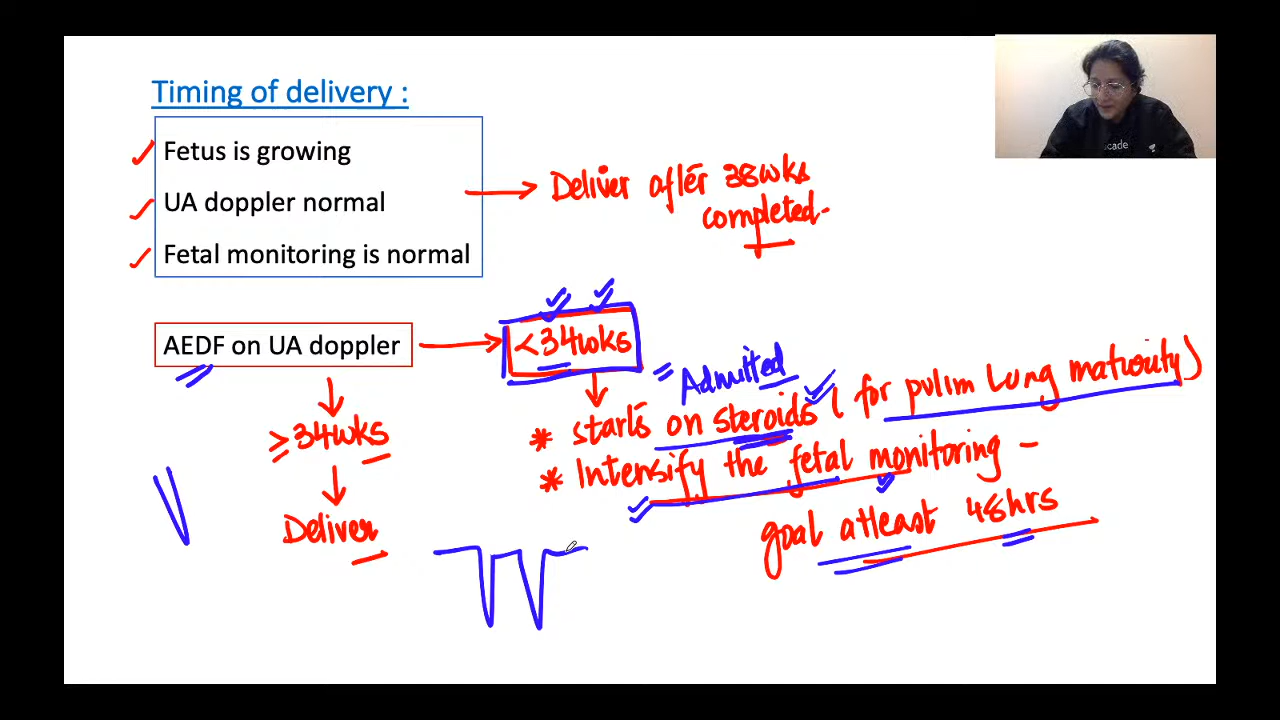 Timing of delivery :
Fetus is growing
UA doppler normal
Fetal monitoring is normal
Deliver after 38wks
completed
AEDF on UA doppler
<34wks
Admitted
* starts on steroids ( for pulm lung maturity)
* Intensify the fetal monitoring -
goal atleast 48hrs
≥34wks
Deliver
cade